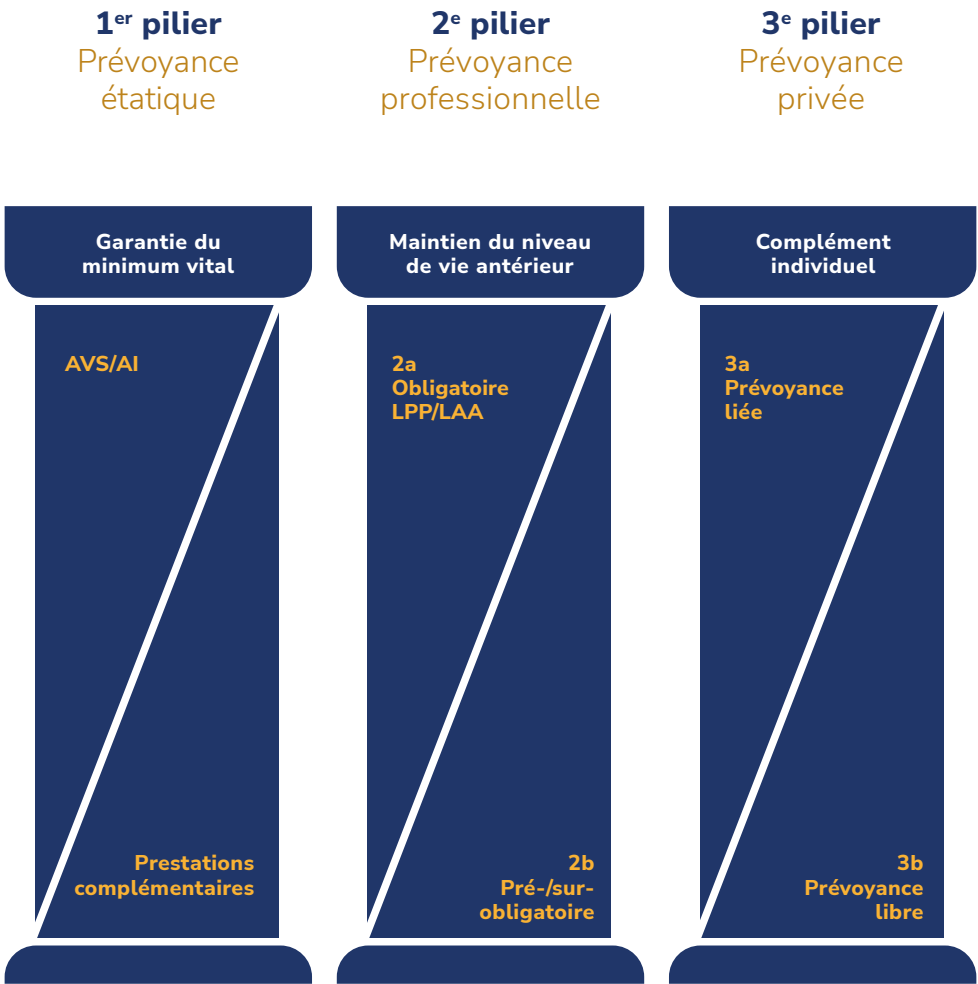 1er pilier
Prévoyance
étatique
Garantie du
minimum vital
AVS/AI
Prestations
complémentaires
2e pilier
Prévoyance
professionnelle
Maintien du niveau
de vie antérieur
2a
Obligatoire
LPP/LAA
2b
Pré-/sur-
obligatoire
3e pilier
Prévoyance
privée
Complément
individuel
3a
Prévoyance
liée
3b
Prévoyance
libre